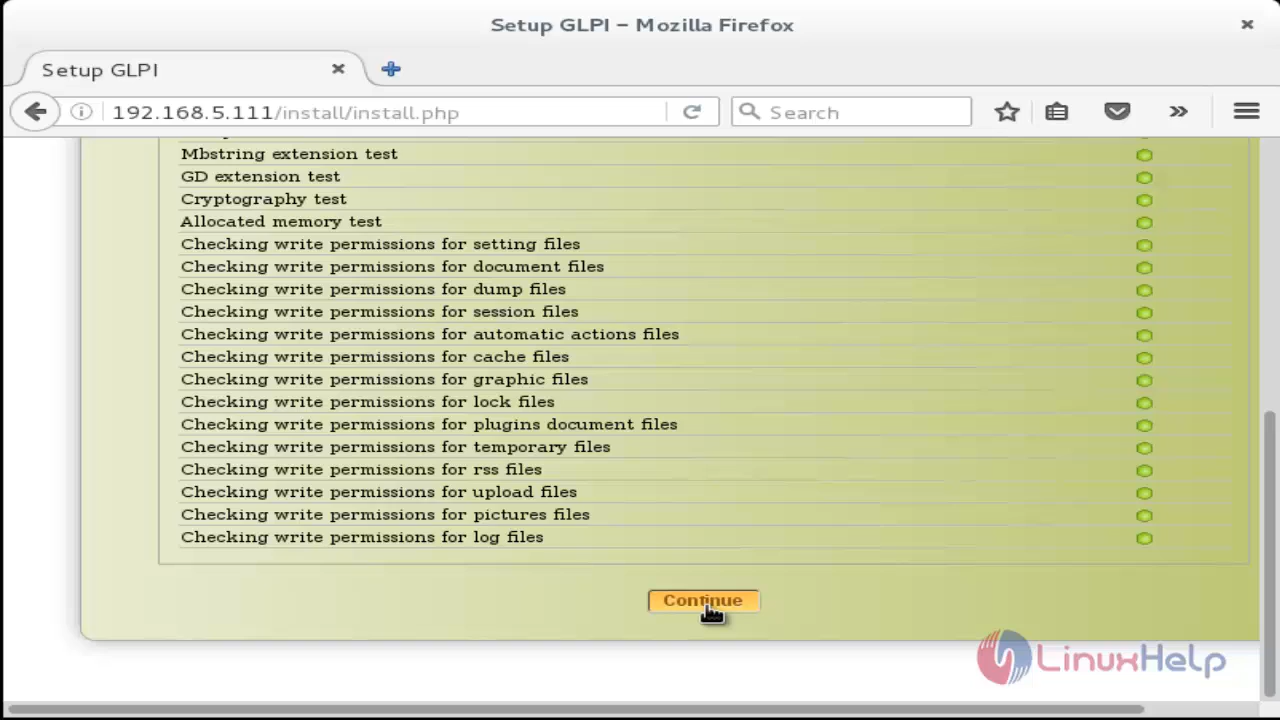 Setup GLPI – Mozilla Firefox
Setup GLPI
192.168.5.111/install/install.php
Search
Mbstring extension test
GD extension test
Cryptography test
Allocated memory test
Checking write permissions for setting files
Checking write permissions for document files
Checking write permissions for dump files
Checking write permissions for session files
Checking write permissions for automatic actions files
Checking write permissions for cache files
Checking write permissions for graphic files
Checking write permissions for lock files
Checking write permissions for plugins document files
Checking write permissions for temporary files
Checking write permissions for rss files
Checking write permissions for upload files
Checking write permissions for pictures files
Checking write permissions for log files
Continue
LinuxHelp